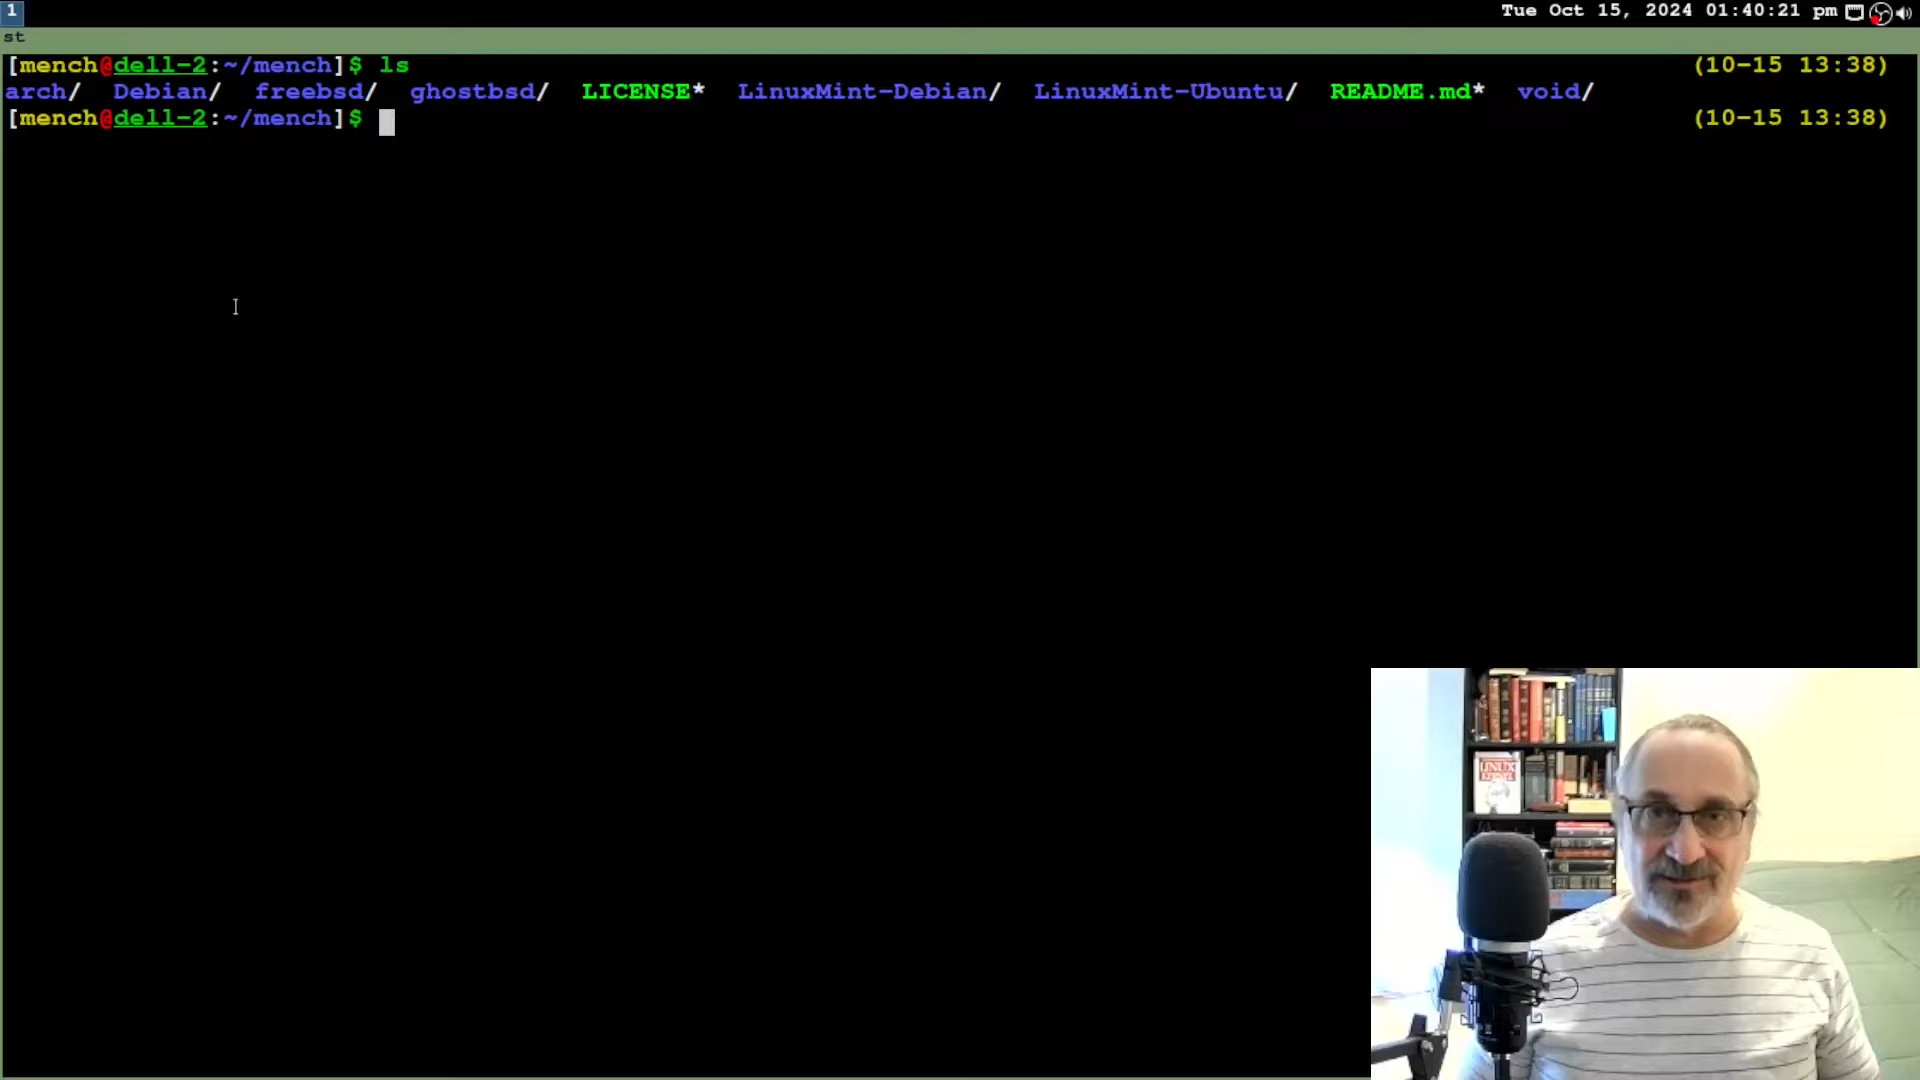 1
Tue Oct 15, 2024 01:40:21 pm
st
[mench@dell-2:~/mench]$ ls (10-15 13:38)
arch/ Debian/ freebsd/ ghostbsd/ LICENSE* LinuxMint-Debian/ LinuxMint-Ubuntu/ README.md* void/
[mench@dell-2:~/mench]$ (10-15 13:38)
LINUX
KERNEL